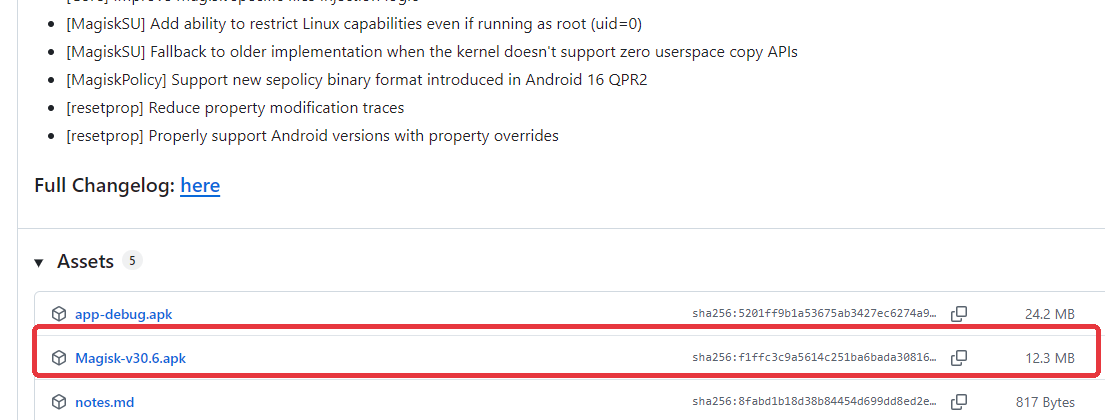 [MagiskSU] Add ability to restrict Linux capabilities even if running as root (uid=0)
[MagiskSU] Fallback to older implementation when the kernel doesn't support zero userspace copy APIs
[MagiskPolicy] Support new sepolicy binary format introduced in Android 16 QPR2
[resetprop] Reduce property modification traces
[resetprop] Properly support Android versions with property overrides
Full Changelog: here
Assets 5
app-debug.apk sha256:5201ff9b1a53675ab3427ec6274a9… 24.2 MB
Magisk-v30.6.apk sha256:f1ffc3c9a5614c251ba6bada30816… 12.3 MB
notes.md sha256:8fabd1b18d38b84454d699dd8ed2e… 817 Bytes